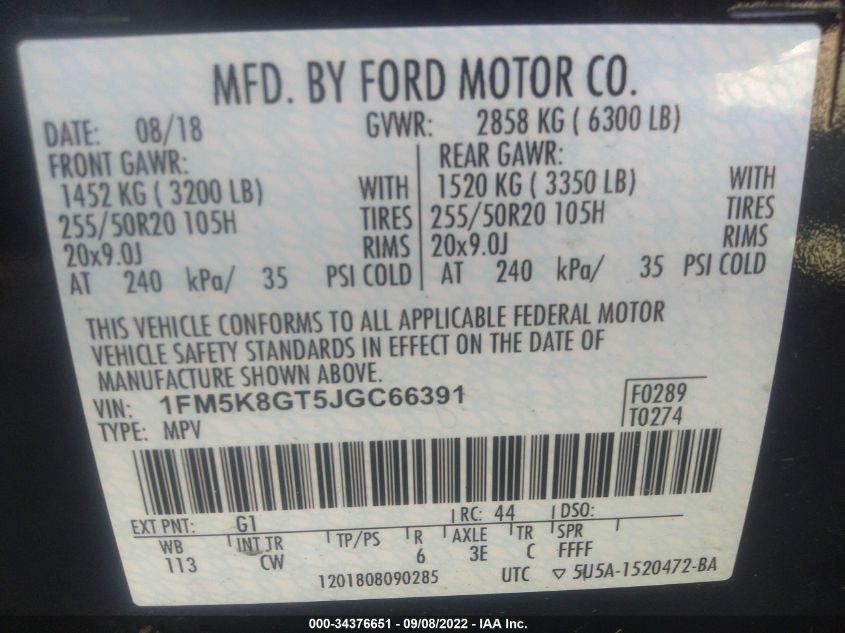 MFD. BY FORD MOTOR CO.
DATE: 08/18 GVWR: 2858 KG ( 6300 LB)
FRONT GAWR: REAR GAWR:
1452 KG ( 3200 LB) WITH 1520 KG ( 3350 LB) WITH
255/50R20 105H TIRES 255/50R20 105H TIRES
20x9.0J RIMS 20x9.0J RIMS
AT 240 kPa/ 35 PSI COLD AT 240 kPa/ 35 PSI COLD
THIS VEHICLE CONFORMS TO ALL APPLICABLE FEDERAL MOTOR
VEHICLE SAFETY STANDARDS IN EFFECT ON THE DATE OF
MANUFACTURE SHOWN ABOVE.
VIN: 1FM5K8GT5JGC66391 F0289
TYPE: MPV T0274
EXT PNT: G1 RC: 44 DSO:
WB INT TR TP/PS R AXLE TR SPR
113 CW 6 3E C FFFF
1201808090285 UTC ▽ 5U5A-1520472-BA
000-34376651 - 09/08/2022 - IAA Inc.